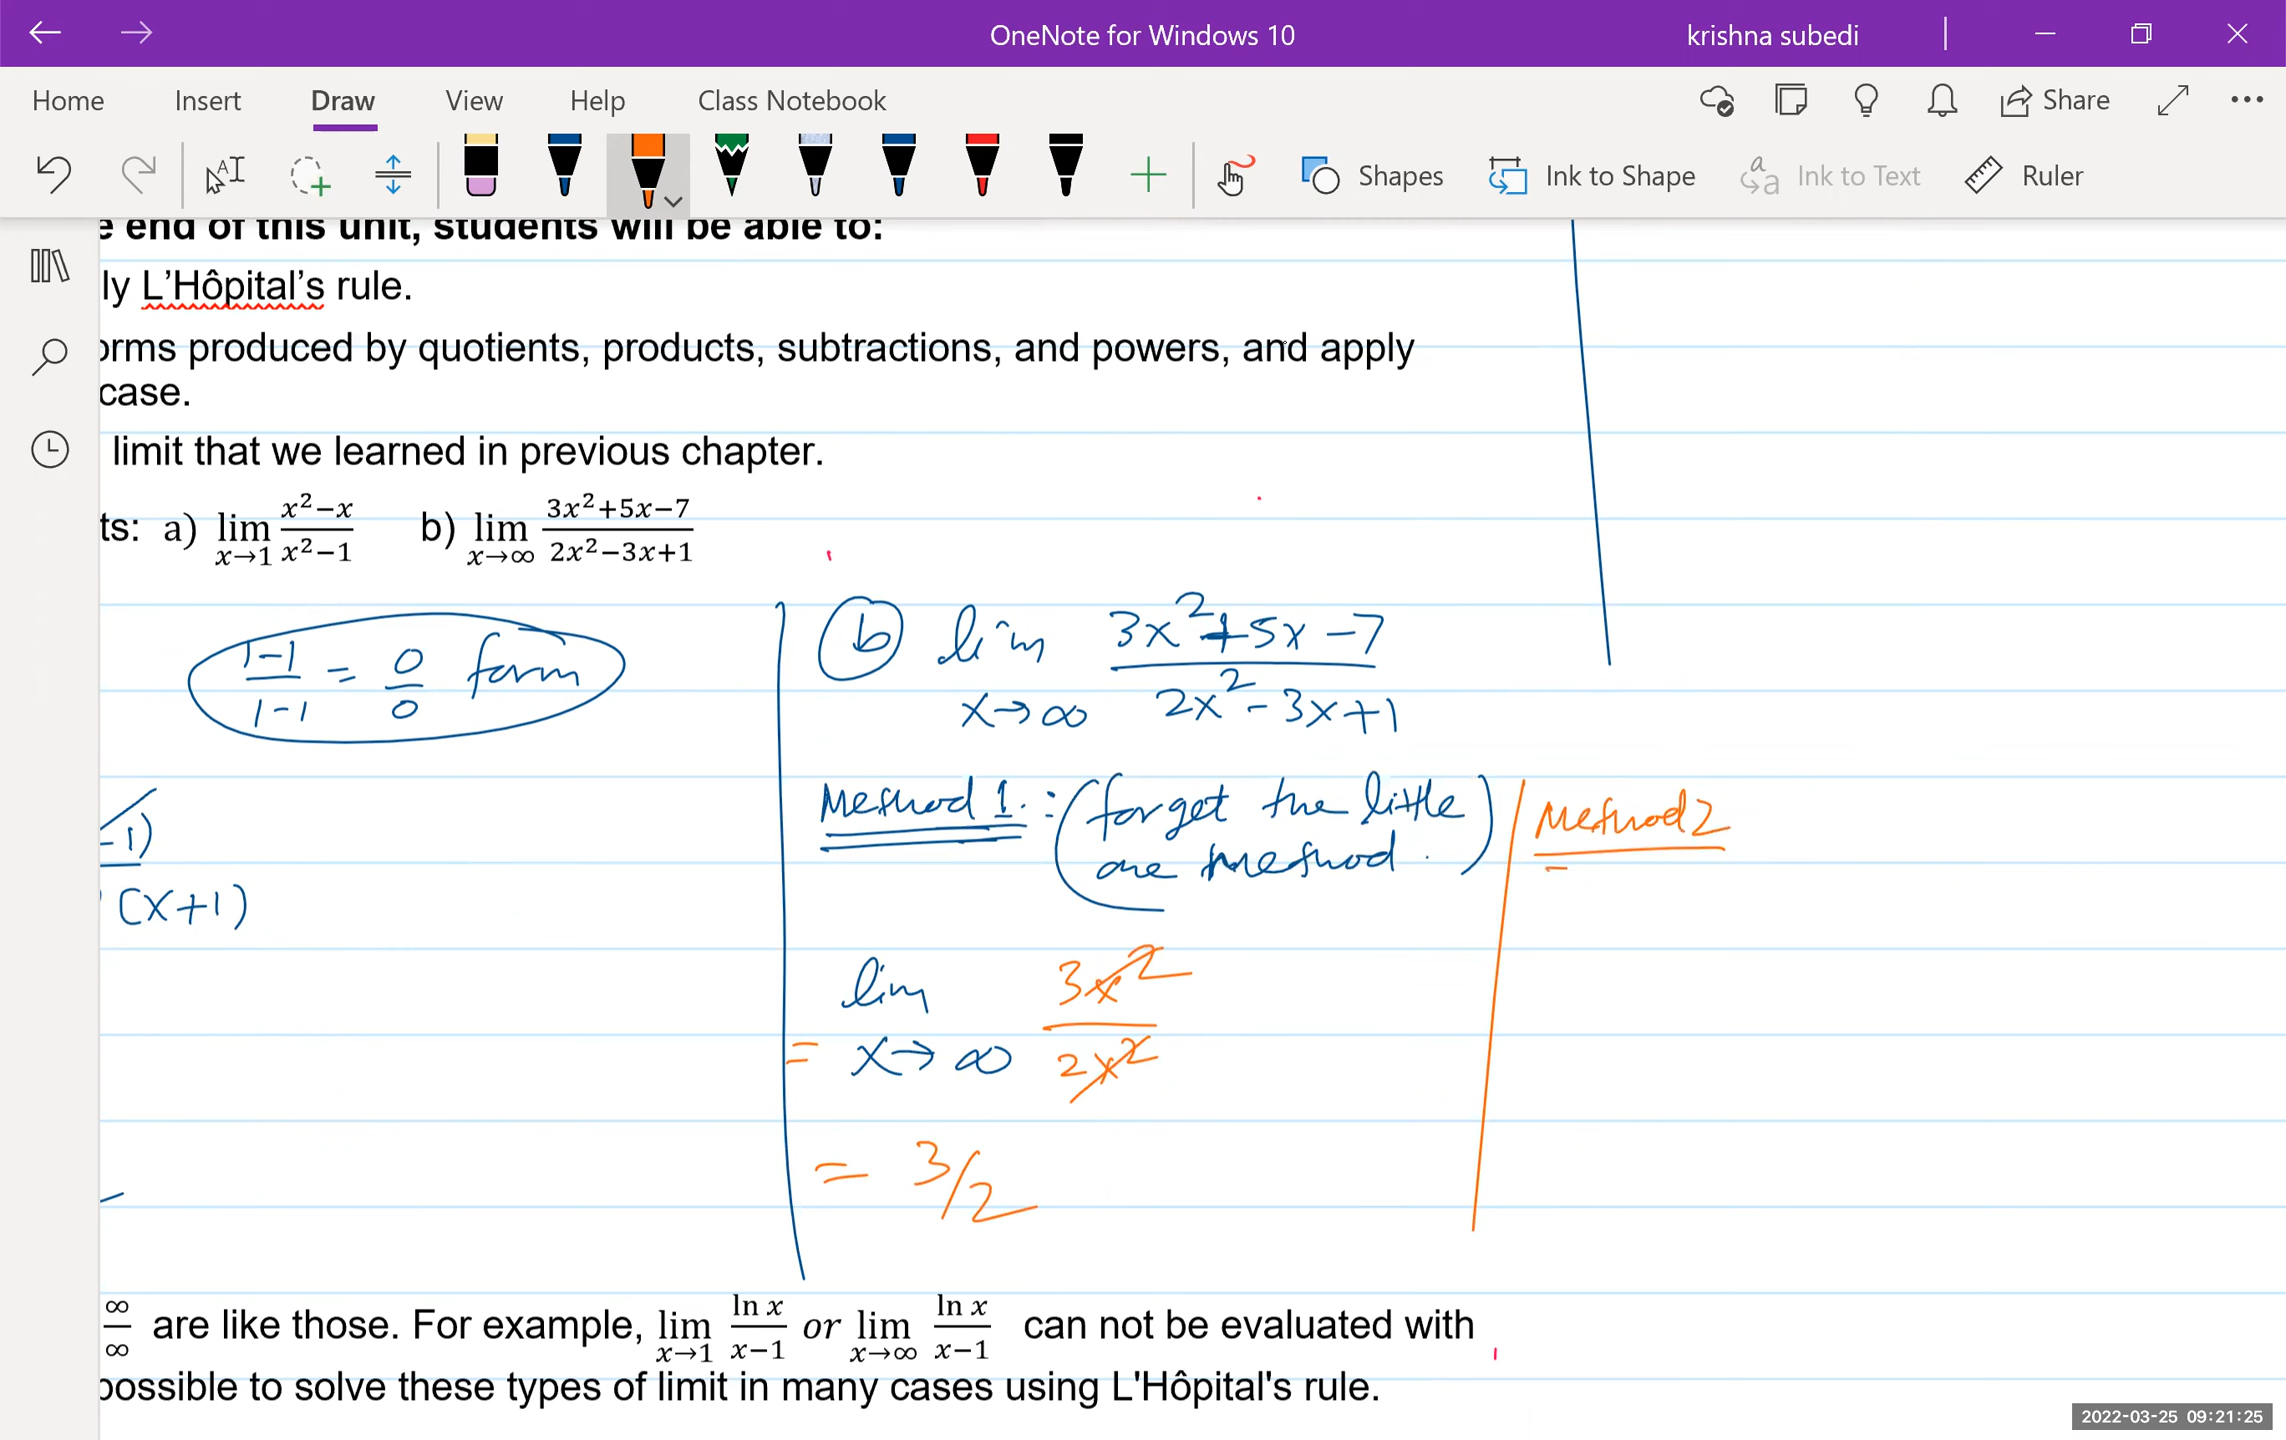 OneNote for Windows 10
krishna subedi
Home Insert Draw View Help Class Notebook
Share
Shapes Ink to Shape Ink to Text Ruler
e end of this unit, students will be able to:
ly L'Hôpital's rule.
orms produced by quotients, products, subtractions, and powers, and apply
case.
limit that we learned in previous chapter.
ts: a) lim x→1 (x²−x)/(x²−1) b) lim x→∞ (3x²+5x−7)/(2x²−3x+1)
(1-1)/(1-1) = 0/0 form
-1)
(x+1)
b lim x→∞ (3x²+5x-7)/(2x²-3x+1)
Method 1. : (forget the little
one method.)
= lim x→∞ 3x²/2x²
= 3/2
Method 2
∞/∞ are like those. For example, lim x→1 ln x/(x−1) or lim x→∞ ln x/(x−1) can not be evaluated with
possible to solve these types of limit in many cases using L'Hôpital's rule.
2022-03-25 09:21:25